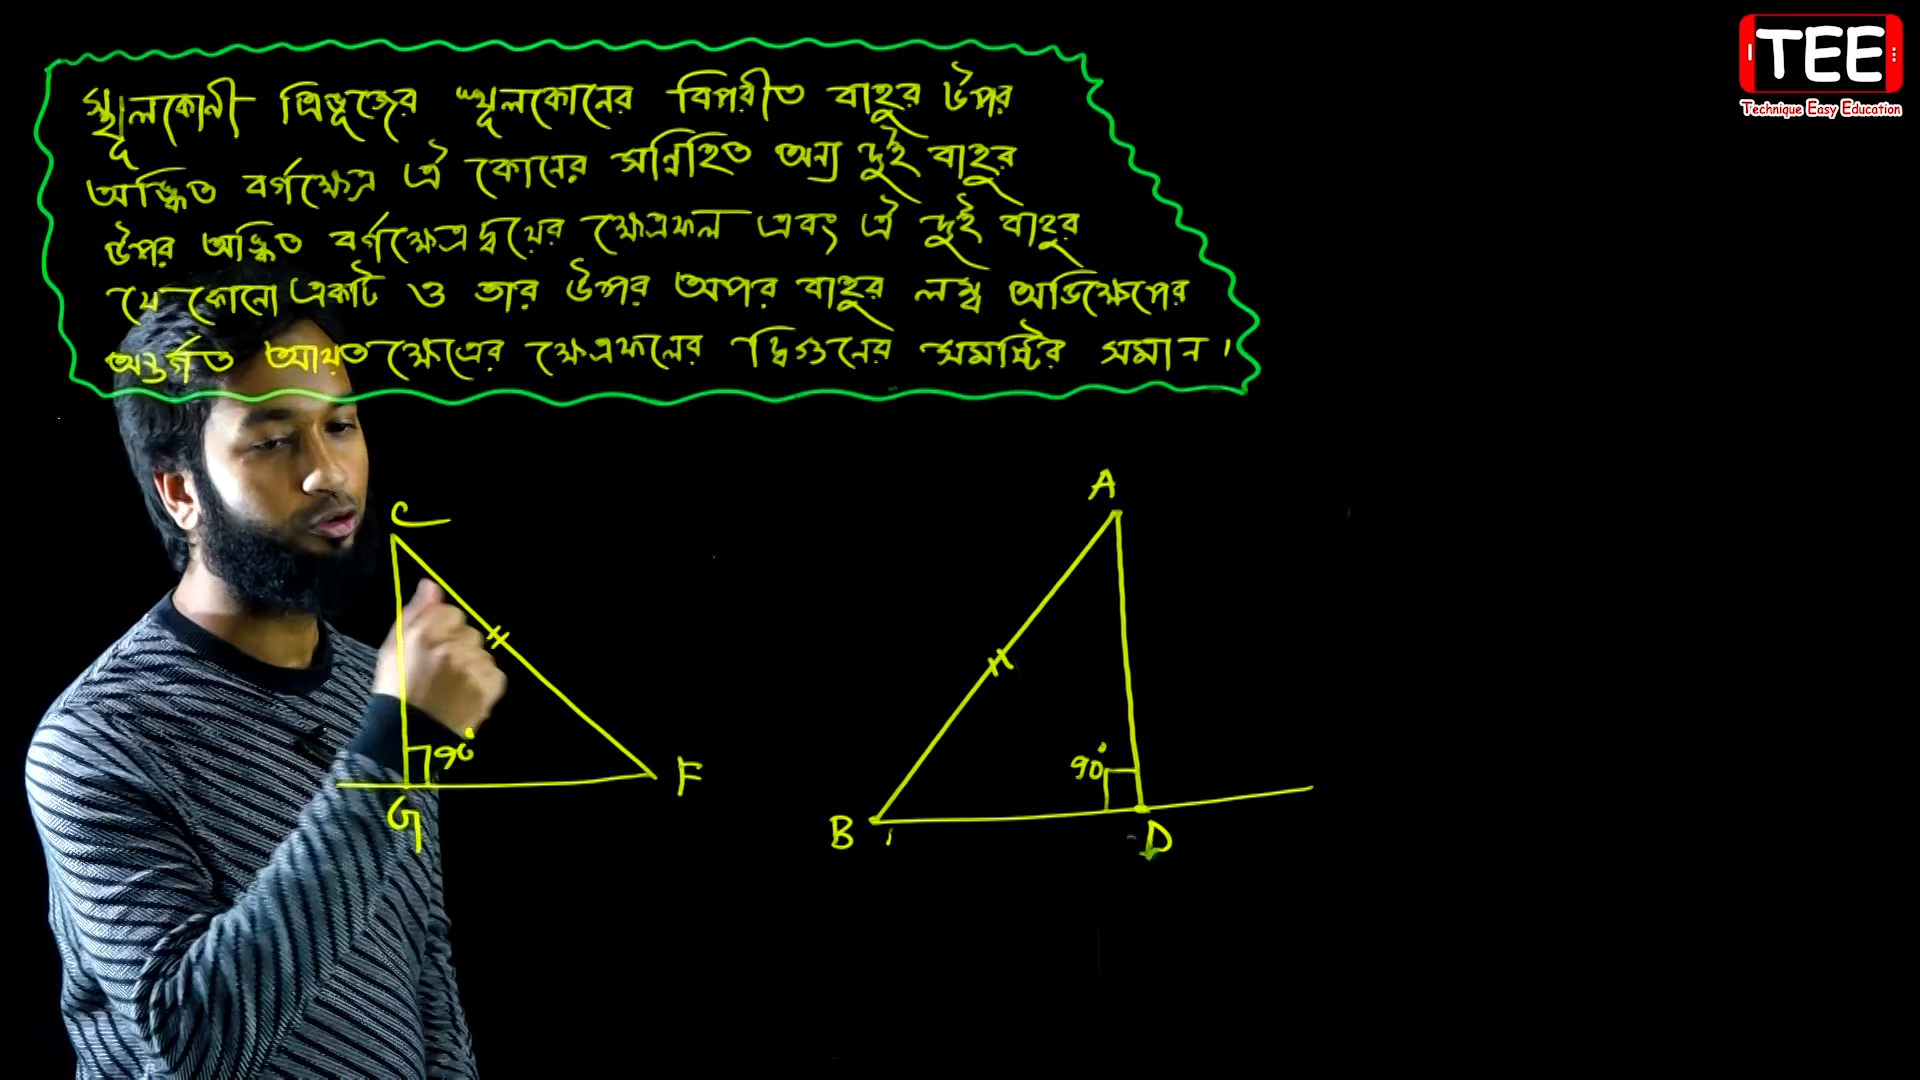 স্থূলকোণী ত্রিভূজের স্থূলকোনের বিপরীত বাহুর উপর
অঙ্কিত বর্গক্ষেত্র ঐ কোনের সন্নিহিত অন্য দুই বাহুর
উপর অঙ্কিত বর্গক্ষেত্র দ্বয়ের ক্ষেত্রফল এবং ঐ দুই বাহুর
যে কোনো একটি ও তার উপর অপর বাহুর লম্ব অভিক্ষেপের
অন্তর্গত আয়তক্ষেত্রের ক্ষেত্রফলের দ্বিগুনের সমষ্টির সমান।
TEE
Technique Easy Education
C
90°
F
G
A
90°
B
D